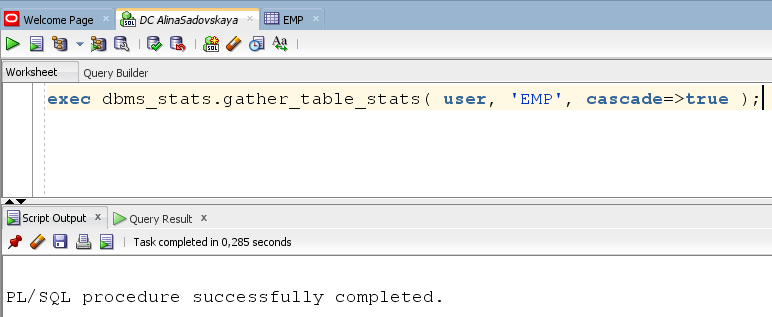 Welcome Page DC AlinaSadovskaya EMP
Worksheet Query Builder
exec dbms_stats.gather_table_stats( user, 'EMP', cascade=>true );
Script Output x Query Result x
Task completed in 0,285 seconds
PL/SQL procedure successfully completed.